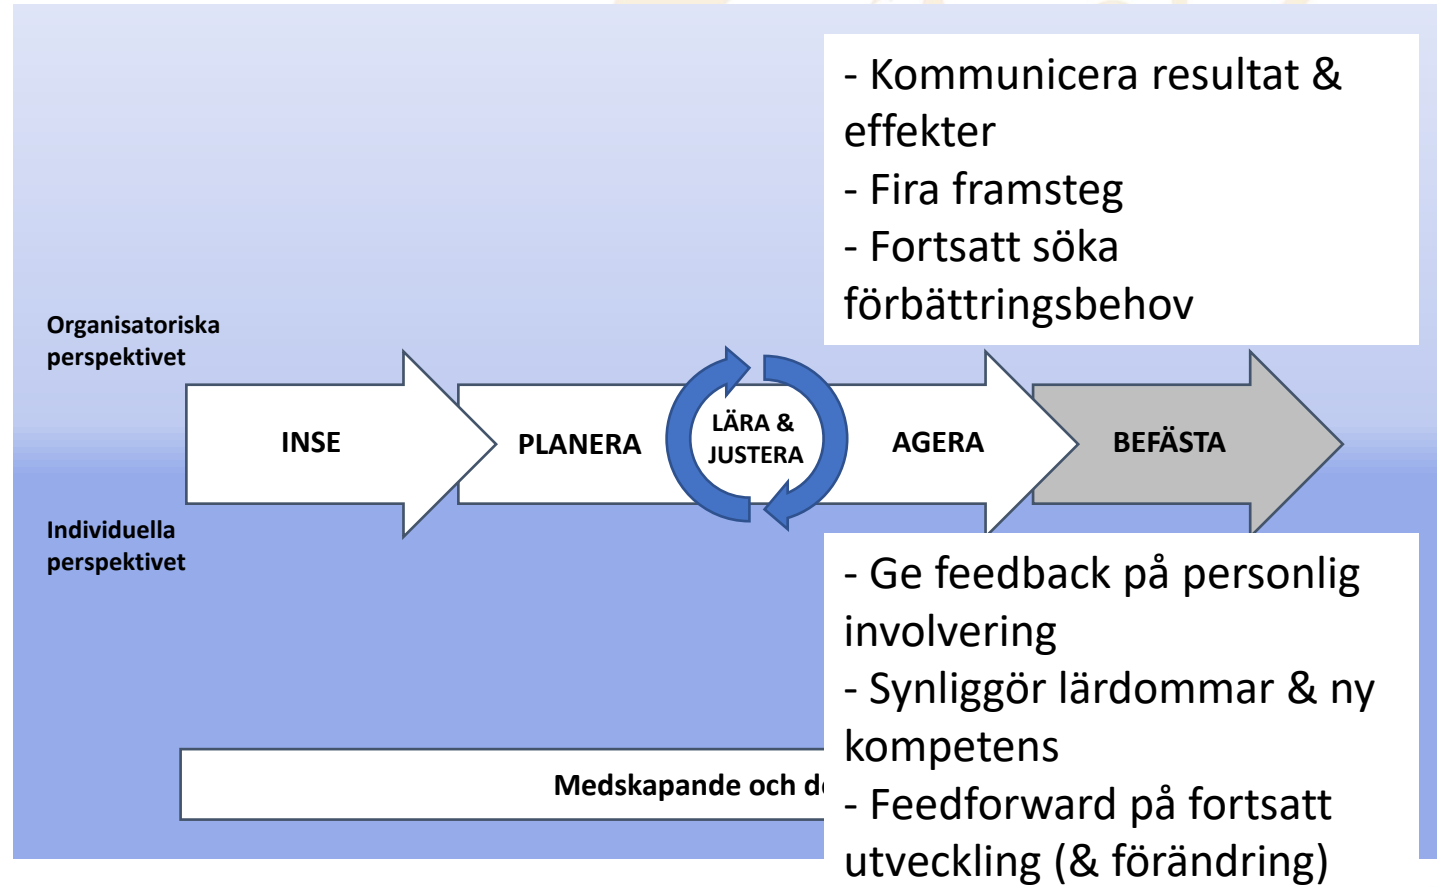 - Kommunicera resultat &
effekter
- Fira framsteg
- Fortsatt söka
förbättringsbehov
Organisatoriska
perspektivet
INSE
PLANERA
LÄRA &
JUSTERA
AGERA
BEFÄSTA
Individuella
perspektivet
- Ge feedback på personlig
involvering
- Synliggör lärdommar & ny
kompetens
- Feedforward på fortsatt
utveckling (& förändring)
Medskapande och